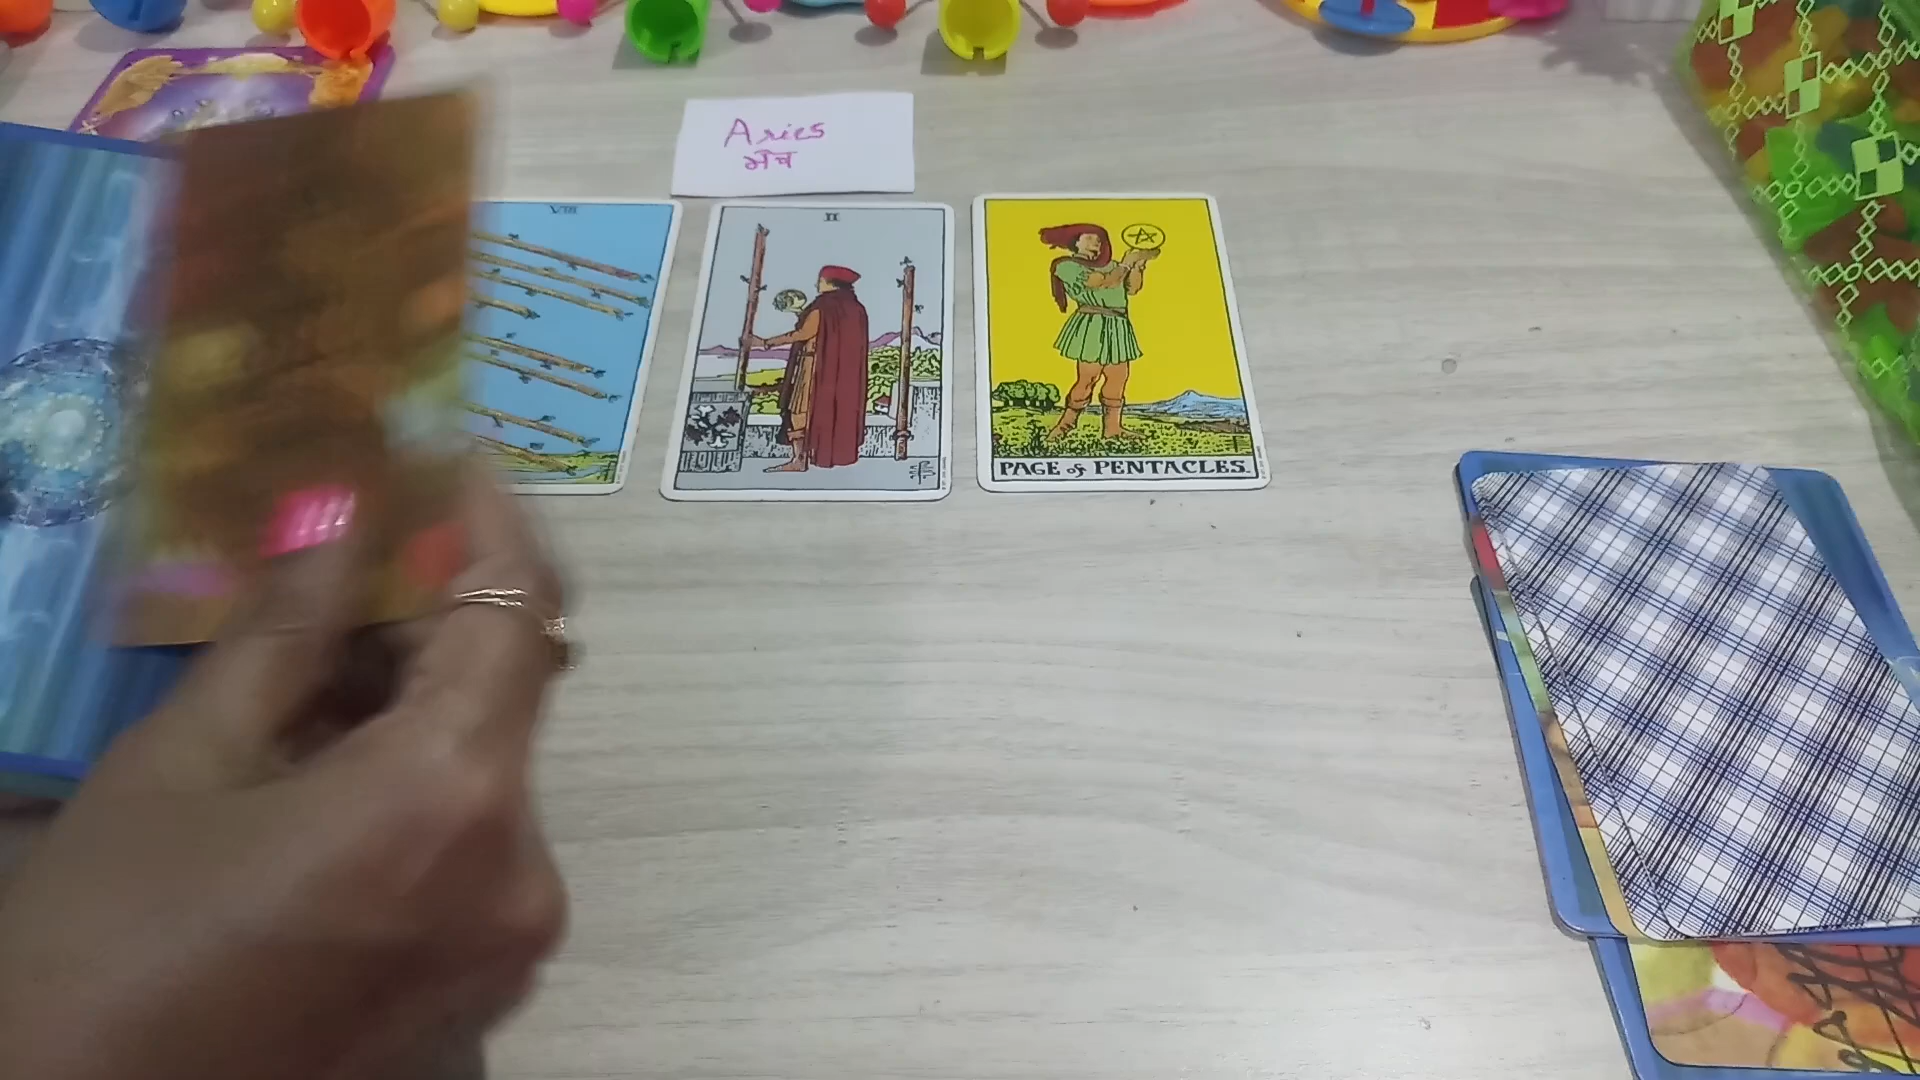 Aries
मेष
VIII
II
PAGE of PENTACLES.